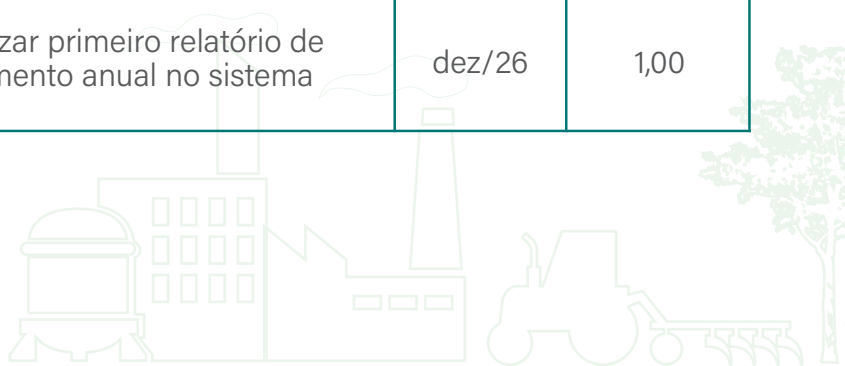 zar primeiro relatório de
mento anual no sistema
dez/26
1,00